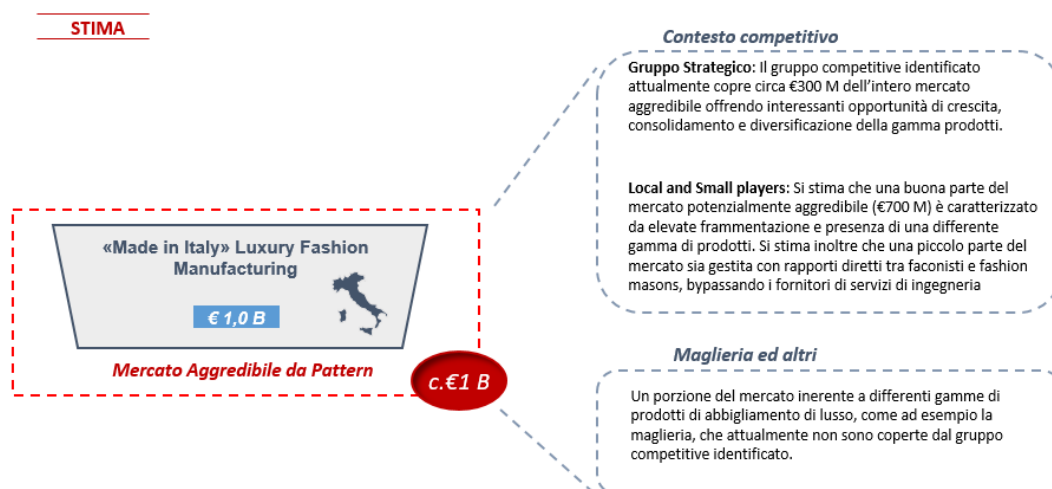 STIMA
Contesto competitivo
Gruppo Strategico: Il gruppo competitive identificato
attualmente copre circa €300 M dell'intero mercato
aggredibile offrendo interessanti opportunità di crescita,
consolidamento e diversificazione della gamma prodotti.
Local and Small players: Si stima che una buona parte del
mercato potenzialmente aggredibile (€700 M) è caratterizzato
da elevate frammentazione e presenza di una differente
gamma di prodotti. Si stima inoltre che una piccolo parte del
mercato sia gestita con rapporti diretti tra faconisti e fashion
masons, bypassando i fornitori di servizi di ingegneria
«Made in Italy» Luxury Fashion
Manufacturing
€ 1,0 B
Mercato Aggredibile da Pattern
c.€1 B
Maglieria ed altri
Un porzione del mercato inerente a differenti gamme di
prodotti di abbigliamento di lusso, come ad esempio la
maglieria, che attualmente non sono coperte dal gruppo
competitive identificato.